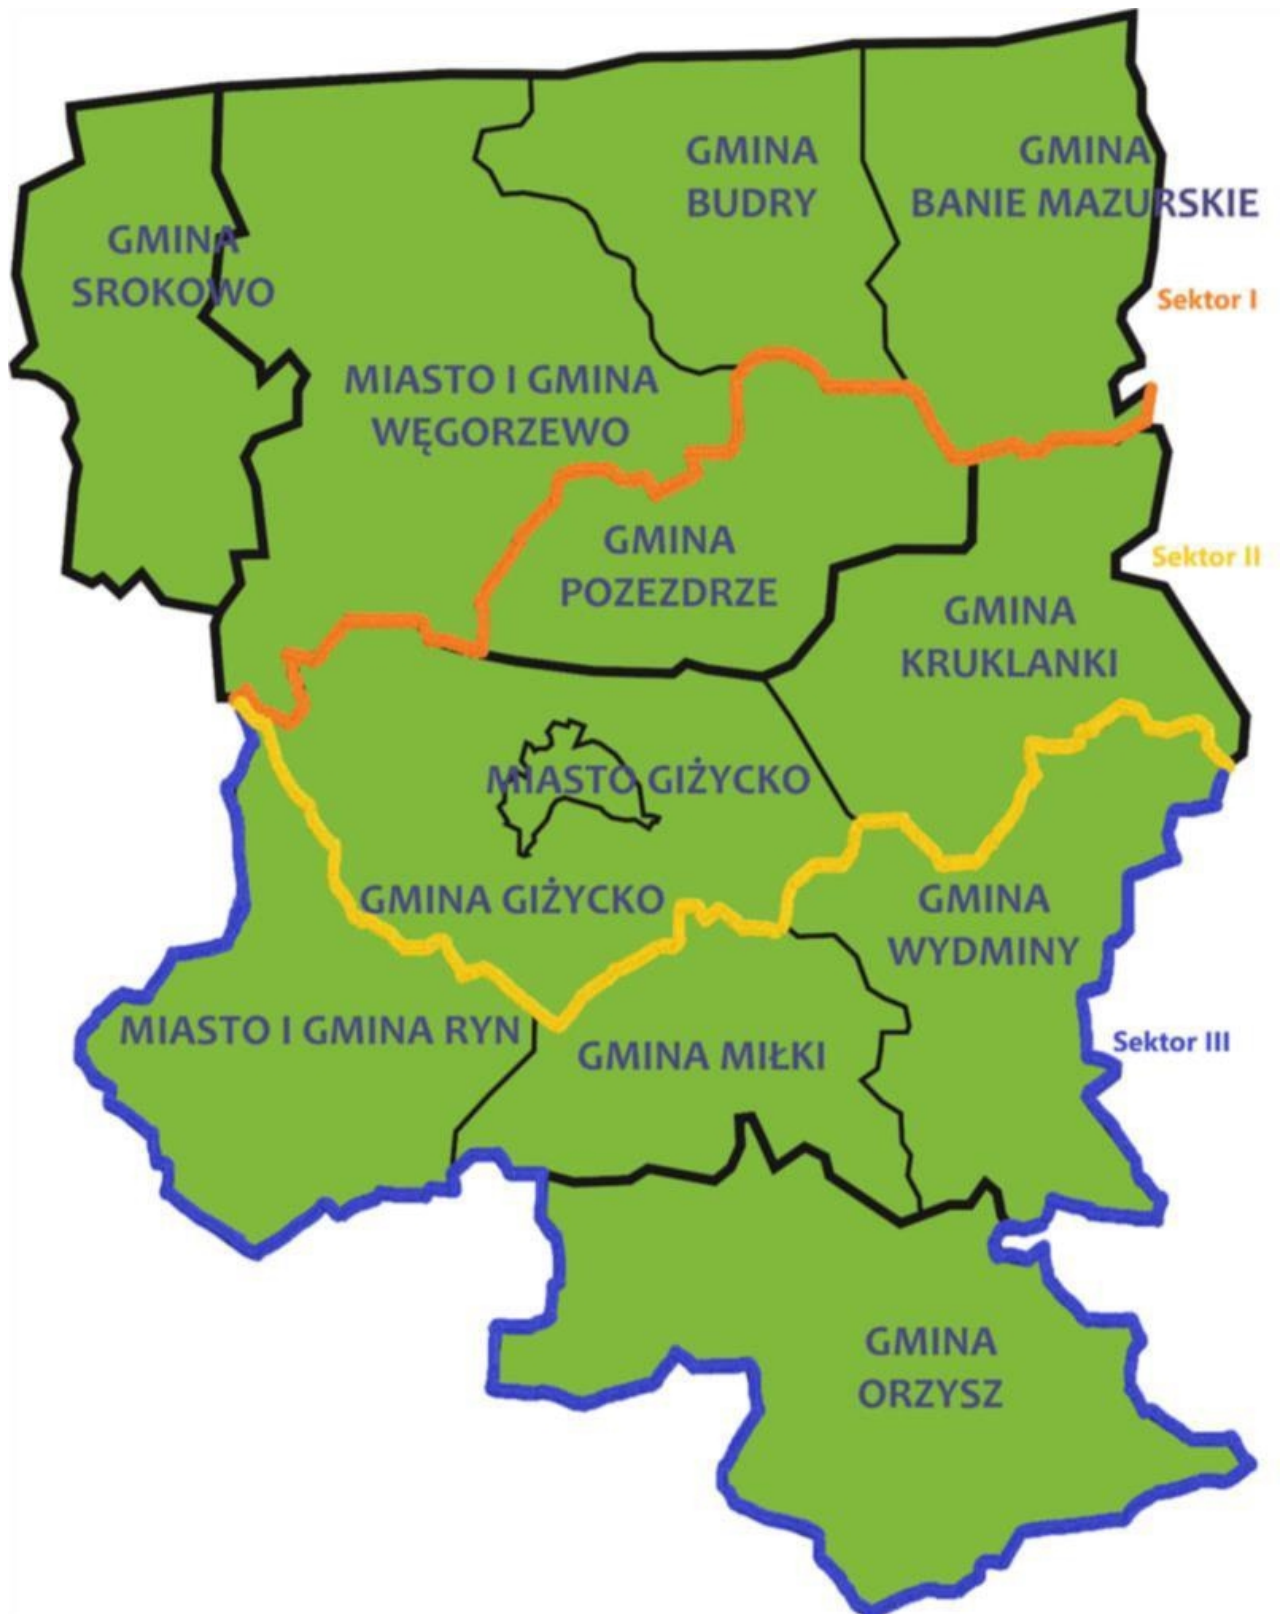 GMINA
BUDRY
GMINA
BANIE MAZURSKIE
GMINA
SROKOWO
Sektor I
MIASTO I GMINA
WĘGORZEWO
GMINA
POZEZDRZE
Sektor II
GMINA
KRUKLANKI
MIASTO GIŻYCKO
GMINA GIŻYCKO
GMINA
WYDMINY
MIASTO I GMINA RYN
GMINA MIŁKI
Sektor III
GMINA
ORZYSZ